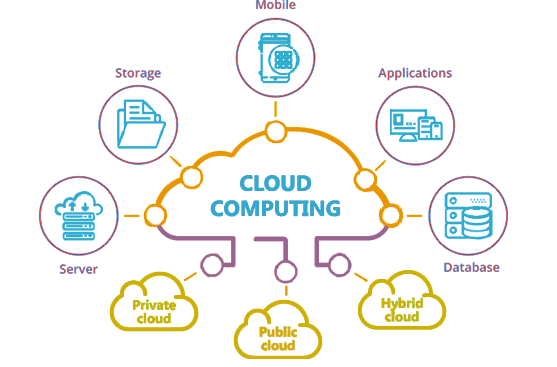 Mobile
Storage
Applications
CLOUD
COMPUTING
Server
Database
Private
cloud
Public
cloud
Hybrid
cloud